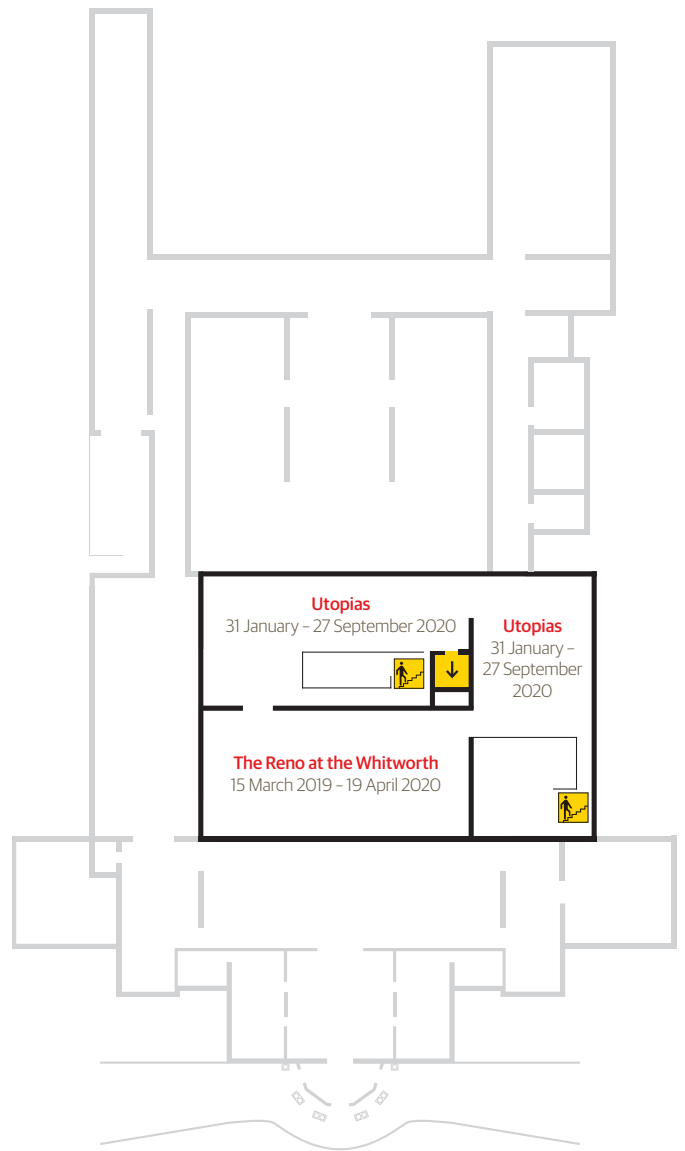 Utopias
31 January – 27 September 2020
Utopias
31 January –
27 September
2020
The Reno at the Whitworth
15 March 2019 – 19 April 2020